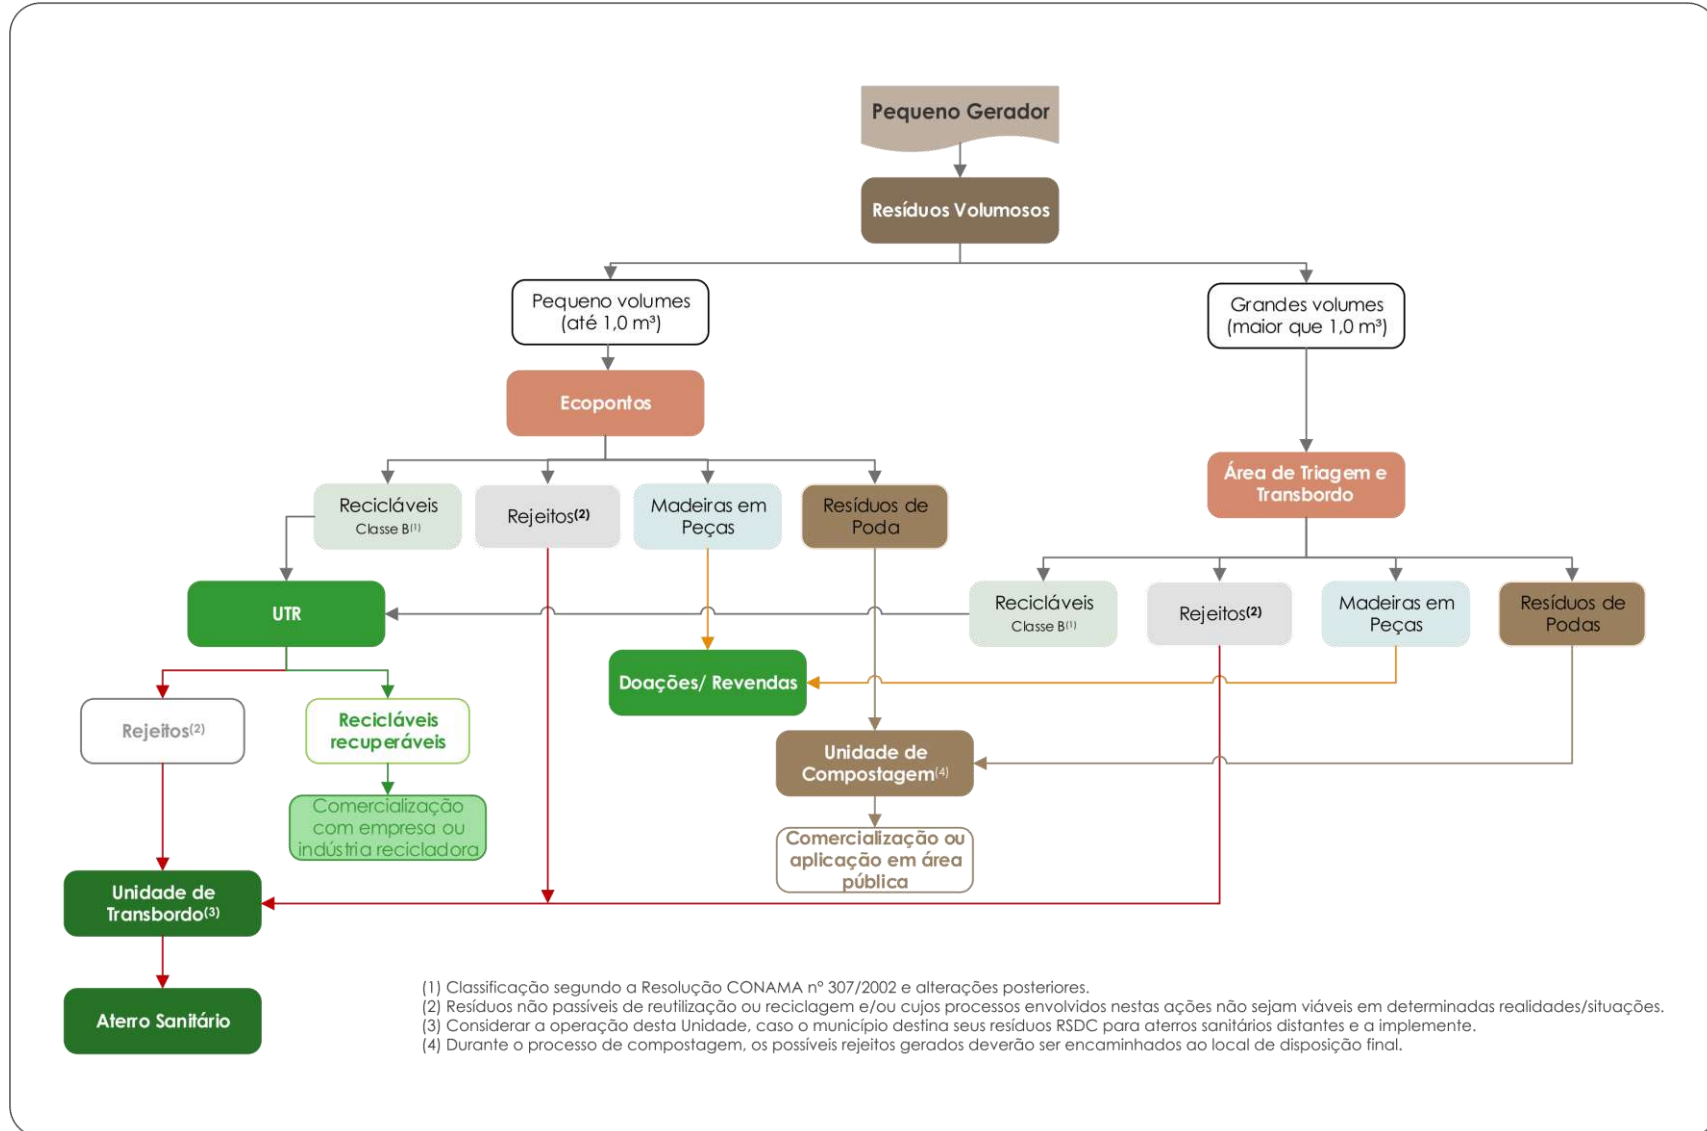 Pequeno Gerador
Resíduos Volumosos
Pequeno volumes
(até 1,0 m³)
Grandes volumes
(maior que 1,0 m³)
Ecopontos
Área de Triagem e
Transbordo
Recicláveis
Classe B(1)
Rejeitos(2)
Madeiras em
Peças
Resíduos de
Poda
Recicláveis
Classe B(1)
Rejeitos(2)
Madeiras em
Peças
Resíduos de
Podas
UTR
Doações/ Revendas
Rejeitos(2)
Recicláveis
recuperáveis
Unidade de
Compostagem(4)
Comercialização
com empresa ou
indústria recicladora
Comercialização ou
aplicação em área
pública
Unidade de
Transbordo(3)
Aterro Sanitário
(1) Classificação segundo a Resolução CONAMA nº 307/2002 e alterações posteriores.
(2) Resíduos não passíveis de reutilização ou reciclagem e/ou cujos processos envolvidos nestas ações não sejam viáveis em determinadas realidades/situações.
(3) Considerar a operação desta Unidade, caso o município destina seus resíduos RSDC para aterros sanitários distantes e a implemente.
(4) Durante o processo de compostagem, os possíveis rejeitos gerados deverão ser encaminhados ao local de disposição final.